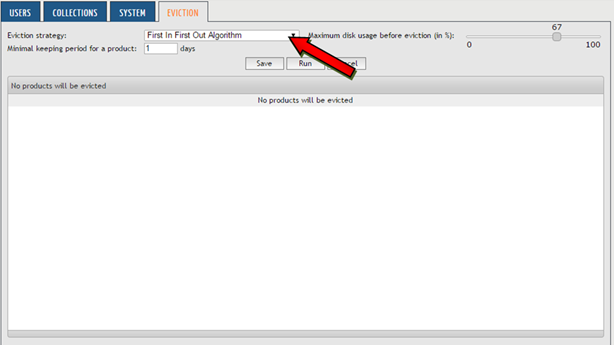 USERS COLLECTIONS SYSTEM EVICTION
Eviction strategy: First In First Out Algorithm Maximum disk usage before eviction (in %): 67
0 100
Minimal keeping period for a product: 1 days
Save Run
No products will be evicted
No products will be evicted